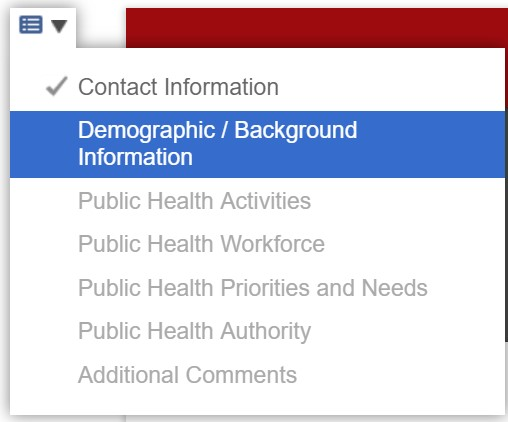 Contact Information
Demographic / Background
Information
Public Health Activities
Public Health Workforce
Public Health Priorities and Needs
Public Health Authority
Additional Comments